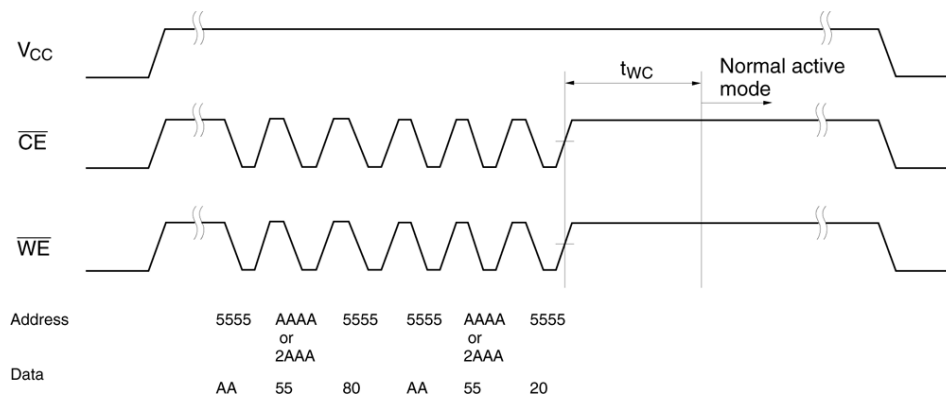 VCC
tWC
Normal active
mode
CE
WE
Address 5555 AAAA 5555 5555 AAAA 5555
or or
2AAA 2AAA
Data
AA 55 80 AA 55 20